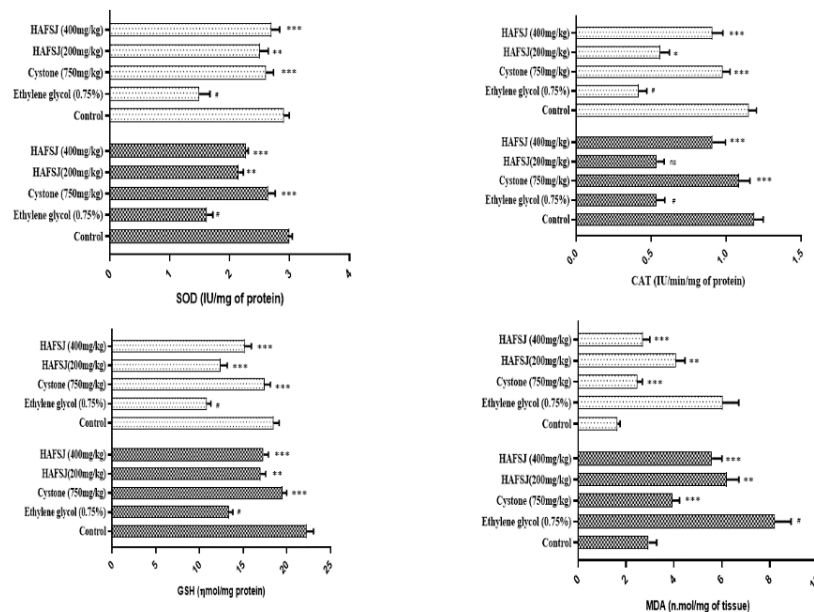 HAFSJ (400mg/kg) ***
HAFSJ(200mg/kg) **
Cystone (750mg/kg) ***
Ethylene glycol (0.75%) #
Control
HAFSJ (400mg/kg) ***
HAFSJ(200mg/kg) **
Cystone (750mg/kg) ***
Ethylene glycol (0.75%) #
Control
0 1 2 3 4
SOD (IU/mg of protein)
HAFSJ (400mg/kg) ***
HAFSJ(200mg/kg) *
Cystone (750mg/kg) ***
Ethylene glycol (0.75%) #
Control
HAFSJ (400mg/kg) ***
HAFSJ(200mg/kg) ns
Cystone (750mg/kg) ***
Ethylene glycol (0.75%) #
Control
0.0 0.5 1.0 1.5
CAT (IU/min/mg of protein)
HAFSJ (400mg/kg) ***
HAFSJ(200mg/kg) ***
Cystone (750mg/kg) ***
Ethylene glycol (0.75%) #
Control
HAFSJ (400mg/kg) ***
HAFSJ(200mg/kg) **
Cystone (750mg/kg) ***
Ethylene glycol (0.75%) #
Control
0 5 10 15 20 25
GSH (ηmol/mg protein)
HAFSJ (400mg/kg) ***
HAFSJ(200mg/kg) **
Cystone (750mg/kg) ***
Ethylene glycol (0.75%)
Control
HAFSJ (400mg/kg) ***
HAFSJ(200mg/kg) **
Cystone (750mg/kg) ***
Ethylene glycol (0.75%) #
Control
0 2 4 6 8
MDA (n.mol/mg of tissue)